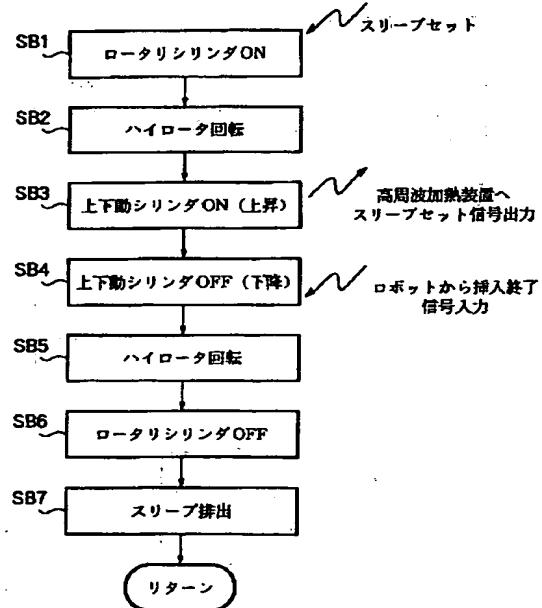 スリーブセット
SB1
ロータリシリンダON
SB2
ハイロータ回転
SB3
上下動シリンダON（上昇）
高周波加熱装置へ
スリーブセット信号出力
SB4
上下動シリンダOFF（下降）
ロボットから挿入終了
信号入力
SB5
ハイロータ回転
SB6
ロータリシリンダOFF
SB7
スリーブ排出
リターン